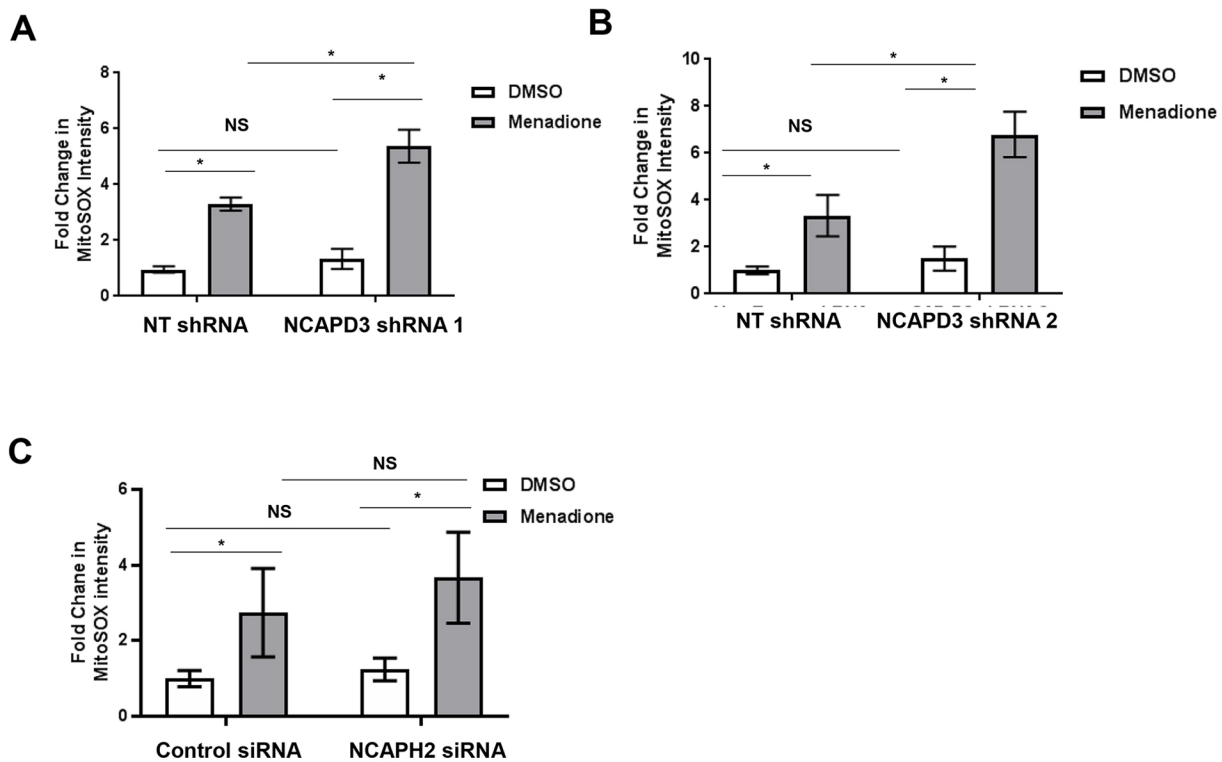 A
Fold Change in
MitoSOX Intensity
8
6
4
2
0
*
*
NS
*
DMSO
Menadione
NT shRNA
NCAPD3 shRNA 1
B
Fold Change in
MitoSOX Intensity
10
8
6
4
2
0
*
*
NS
*
DMSO
Menadione
NT shRNA
NCAPD3 shRNA 2
C
Fold Chane in
MitoSOX intensity
6
4
2
0
NS
*
NS
*
DMSO
Menadione
Control siRNA
NCAPH2 siRNA